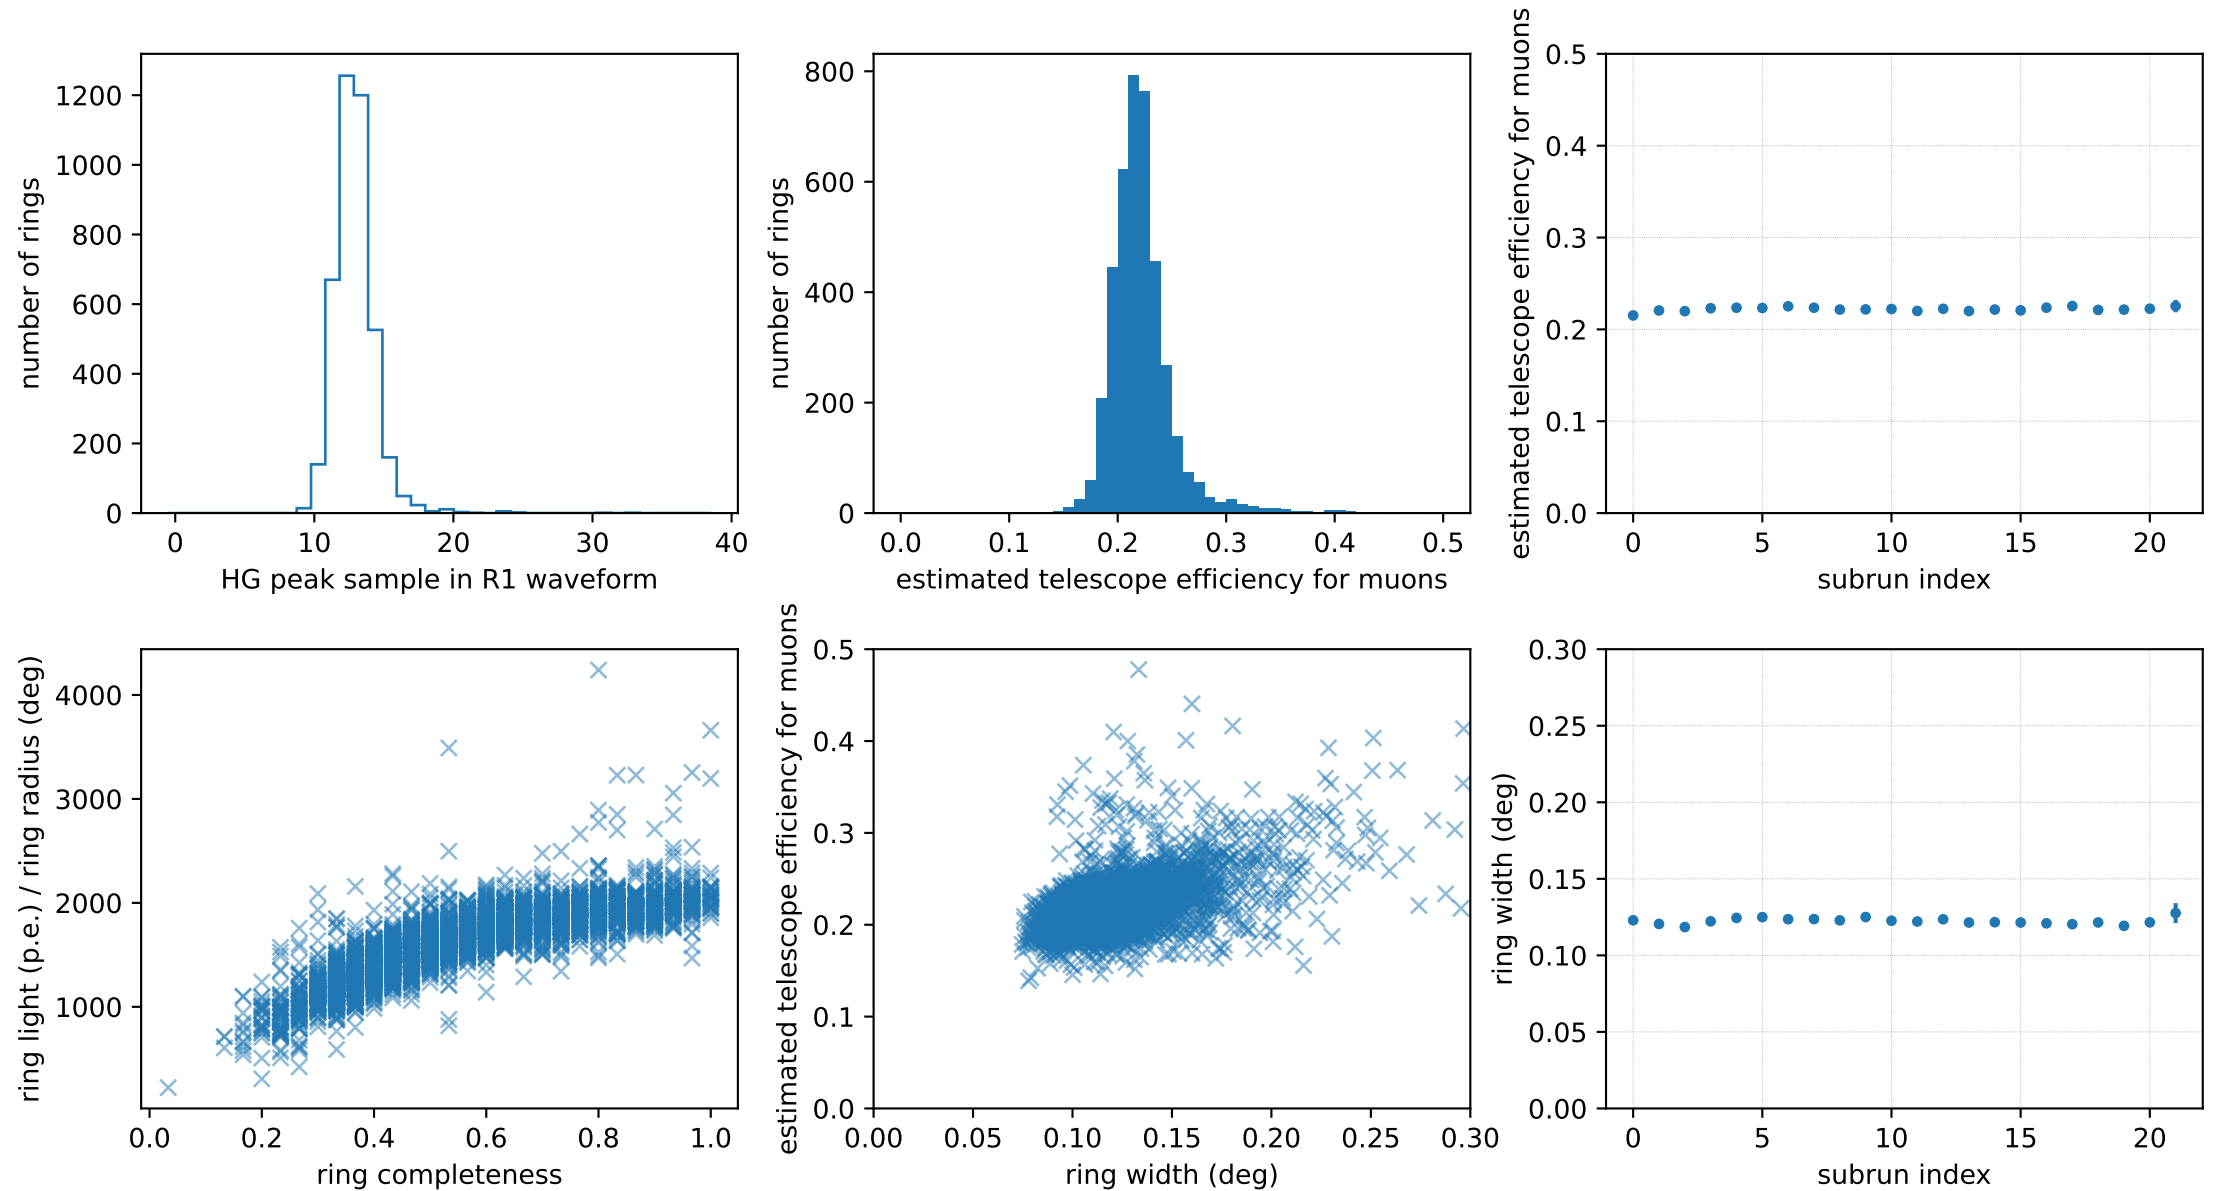 number of rings
1200
1000
800
600
400
200
0
0 10 20 30 40
HG peak sample in R1 waveform
number of rings
800
600
400
200
0
0.0 0.1 0.2 0.3 0.4 0.5
estimated telescope efficiency for muons
estimated telescope efficiency for muons
0.5
0.4
0.3
0.2
0.1
0.0
0 5 10 15 20
subrun index
ring light (p.e.) / ring radius (deg)
4000
3000
2000
1000
0.0 0.2 0.4 0.6 0.8 1.0
ring completeness
estimated telescope efficiency for muons
0.5
0.4
0.3
0.2
0.1
0.0
0.00 0.05 0.10 0.15 0.20 0.25 0.30
ring width (deg)
ring width (deg)
0.30
0.25
0.20
0.15
0.10
0.05
0.00
0 5 10 15 20
subrun index